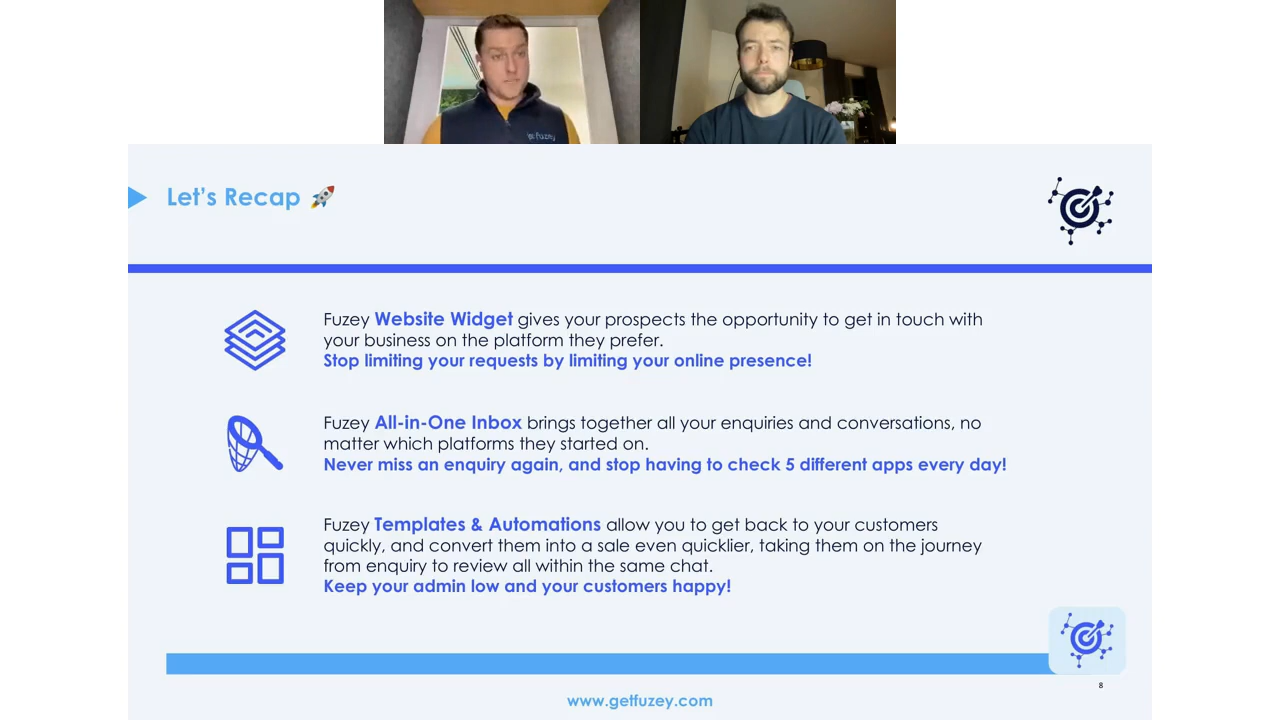 getfuzey
Let's Recap 🚀
Fuzey Website Widget gives your prospects the opportunity to get in touch with
your business on the platform they prefer.
Stop limiting your requests by limiting your online presence!
Fuzey All-in-One Inbox brings together all your enquiries and conversations, no
matter which platforms they started on.
Never miss an enquiry again, and stop having to check 5 different apps every day!
Fuzey Templates & Automations allow you to get back to your customers
quickly, and convert them into a sale even quicklier, taking them on the journey
from enquiry to review all within the same chat.
Keep your admin low and your customers happy!
8
www.getfuzey.com